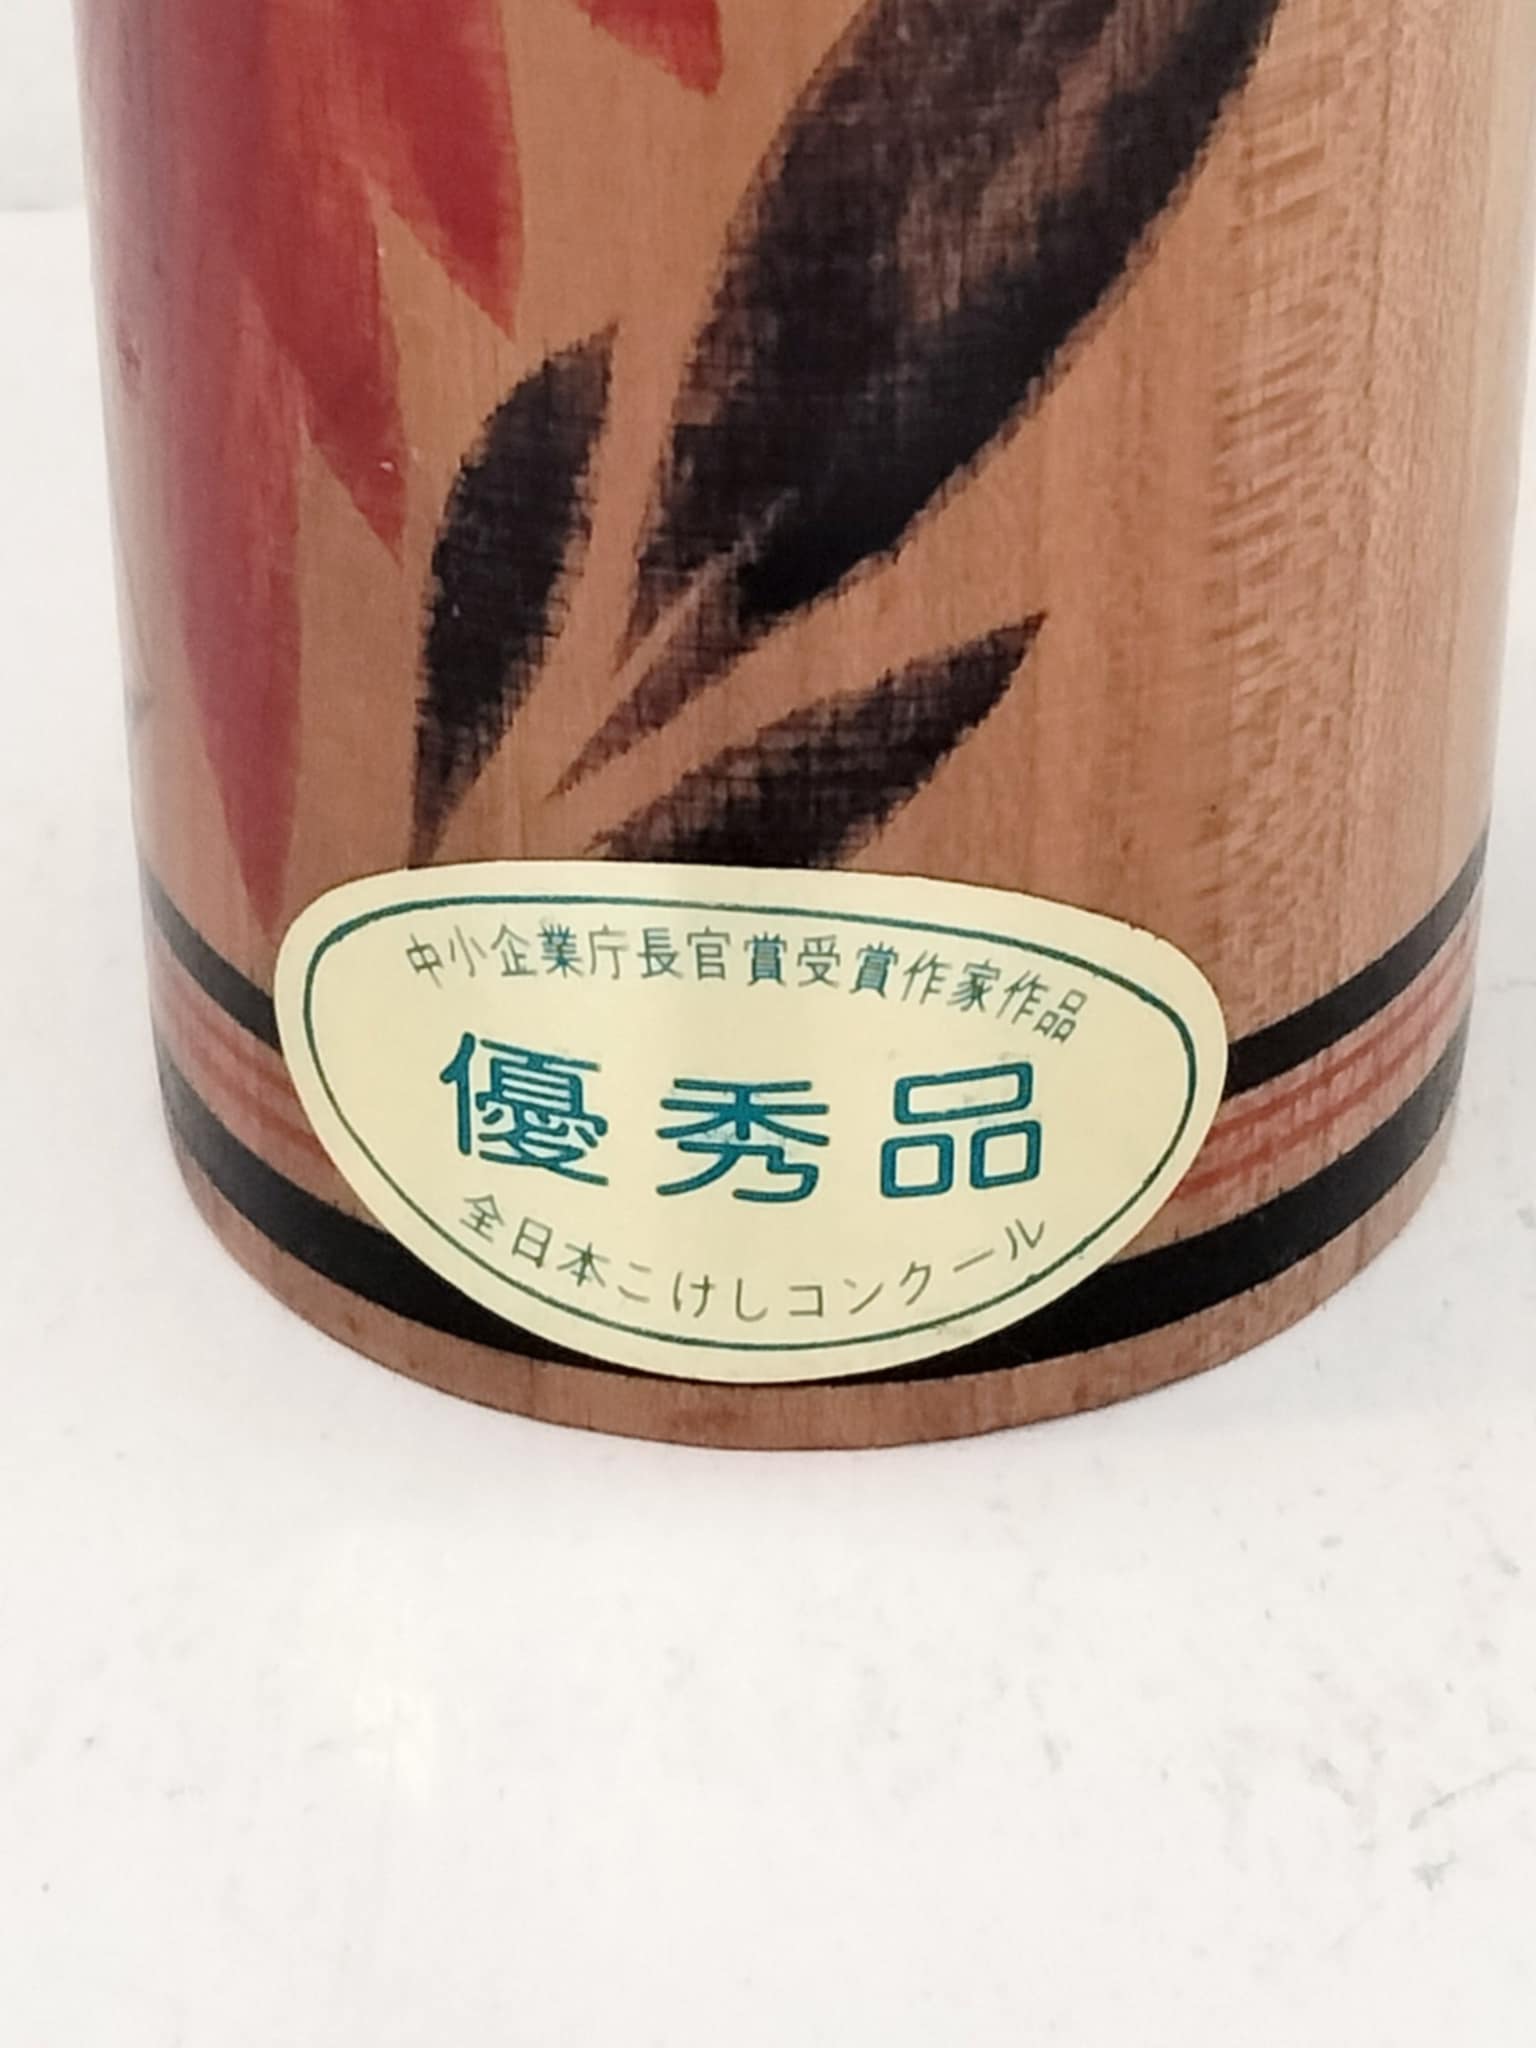 中小企業庁長官賞受賞作家作品
優秀品
全日本こけしコンクール